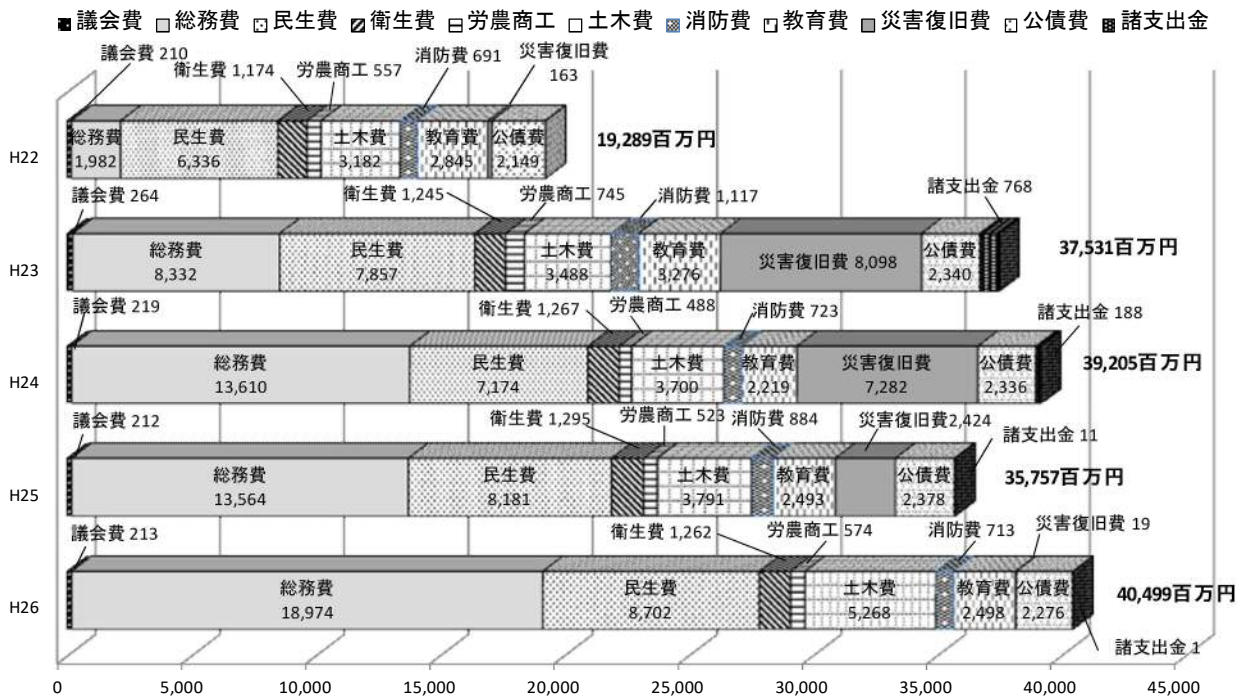 議会費 総務費 民生費 衛生費 労農商工 土木費 消防費 教育費 災害復旧費 公債費 諸支出金
議会費 210
衛生費 1,174
労農商工 557
消防費 691
災害復旧費
163
H22
総務費
1,982
民生費
6,336
土木費
3,182
教育費
2,845
公債費
2,149
19,289百万円
議会費 264
衛生費 1,245
労農商工 745
消防費 1,117
諸支出金 768
H23
総務費
8,332
民生費
7,857
土木費
3,488
教育費
3,276
災害復旧費 8,098
公債費
2,340
37,531百万円
議会費 219
衛生費 1,267
労農商工 488
消防費 723
諸支出金 188
H24
総務費
13,610
民生費
7,174
土木費
3,700
教育費
2,219
災害復旧費
7,282
公債費
2,336
39,205百万円
議会費 212
衛生費 1,295
労農商工 523
消防費 884
災害復旧費2,424
諸支出金 11
H25
総務費
13,564
民生費
8,181
土木費
3,791
教育費
2,493
公債費
2,378
35,757百万円
議会費 213
衛生費 1,262
労農商工 574
消防費 713
災害復旧費 19
H26
総務費
18,974
民生費
8,702
土木費
5,268
教育費
2,498
公債費
2,276
40,499百万円
諸支出金 1
0 5,000 10,000 15,000 20,000 25,000 30,000 35,000 40,000 45,000